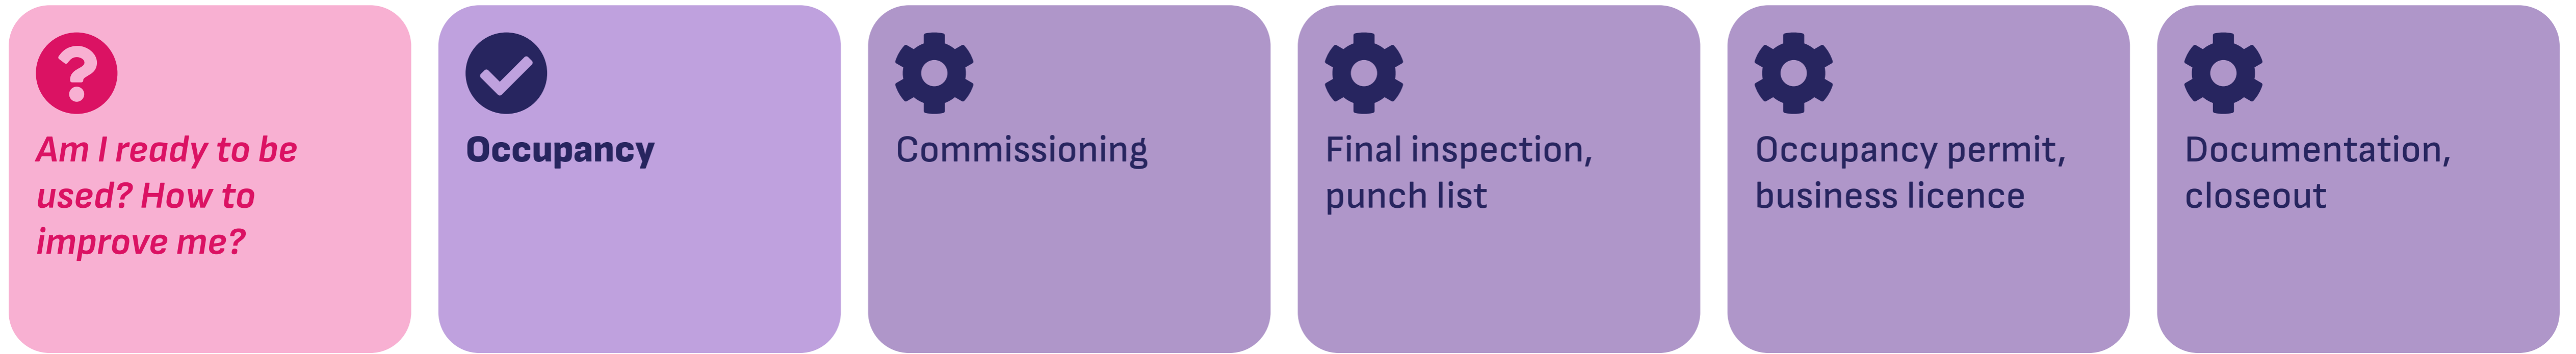 Am I ready to be
used? How to
improve me?
Occupancy
Commissioning
Final inspection,
punch list
Occupancy permit,
business licence
Documentation,
closeout